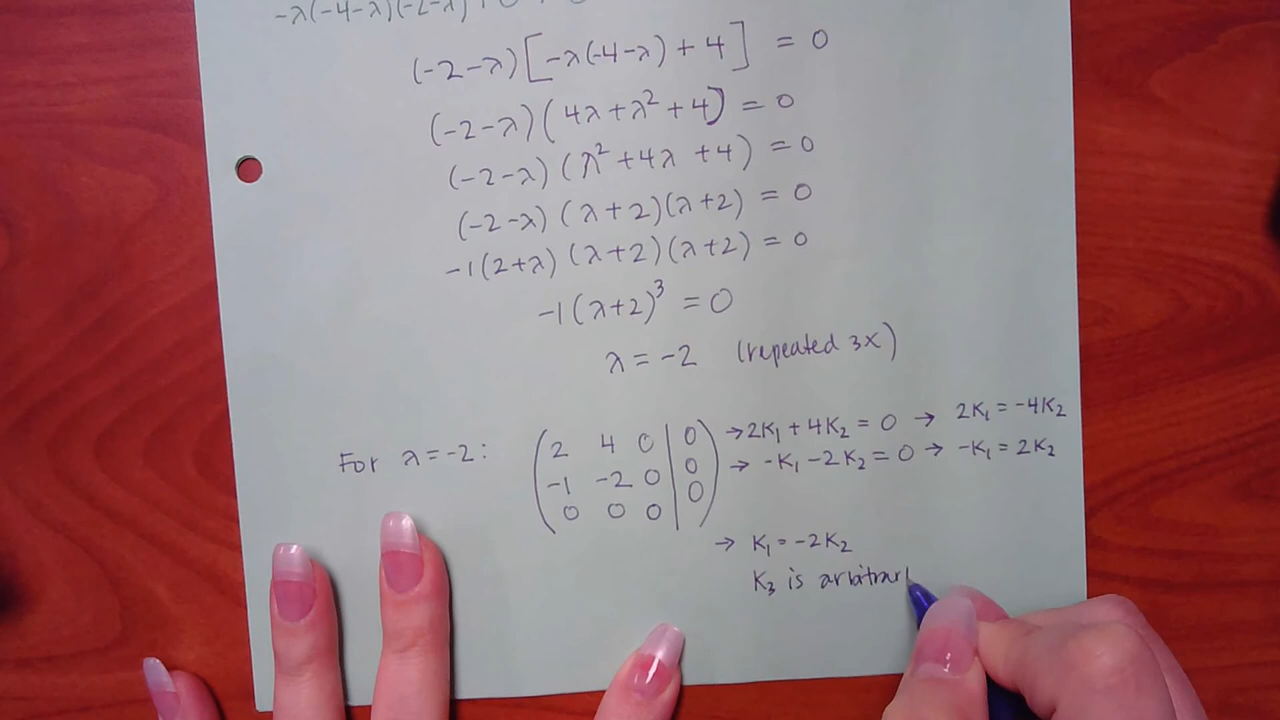 -λ(-4-λ)(-2-λ)
(-2-λ)[-λ(-4-λ)+4] = 0
(-2-λ)(4λ+λ²+4) = 0
(-2-λ)(λ²+4λ+4) = 0
(-2-λ)(λ+2)(λ+2) = 0
-1(2+λ)(λ+2)(λ+2) = 0
-1(λ+2)³ = 0
λ = -2 (repeated 3x)
For λ = -2:
2 4 0 | 0 → 2K₁ + 4K₂ = 0 → 2K₁ = -4K₂
-1 -2 0 | 0 → -K₁ - 2K₂ = 0 → -K₁ = 2K₂
0 0 0 | 0
→ K₁ = -2K₂
K₃ is arbitrar